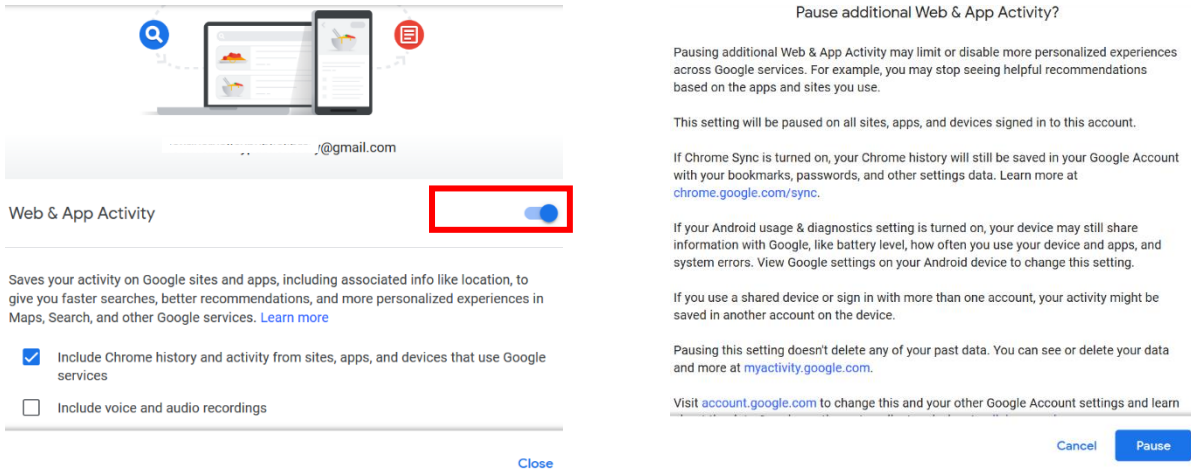 @gmail.com
Web & App Activity
Saves your activity on Google sites and apps, including associated info like location, to
give you faster searches, better recommendations, and more personalized experiences in
Maps, Search, and other Google services. Learn more
Include Chrome history and activity from sites, apps, and devices that use Google
services
Include voice and audio recordings
Close
Pause additional Web & App Activity?
Pausing additional Web & App Activity may limit or disable more personalized experiences
across Google services. For example, you may stop seeing helpful recommendations
based on the apps and sites you use.
This setting will be paused on all sites, apps, and devices signed in to this account.
If Chrome Sync is turned on, your Chrome history will still be saved in your Google Account
with your bookmarks, passwords, and other settings data. Learn more at
chrome.google.com/sync.
If your Android usage & diagnostics setting is turned on, your device may still share
information with Google, like battery level, how often you use your device and apps, and
system errors. View Google settings on your Android device to change this setting.
If you use a shared device or sign in with more than one account, your activity might be
saved in another account on the device.
Pausing this setting doesn't delete any of your past data. You can see or delete your data
and more at myactivity.google.com.
Visit account.google.com to change this and your other Google Account settings and learn
Cancel
Pause